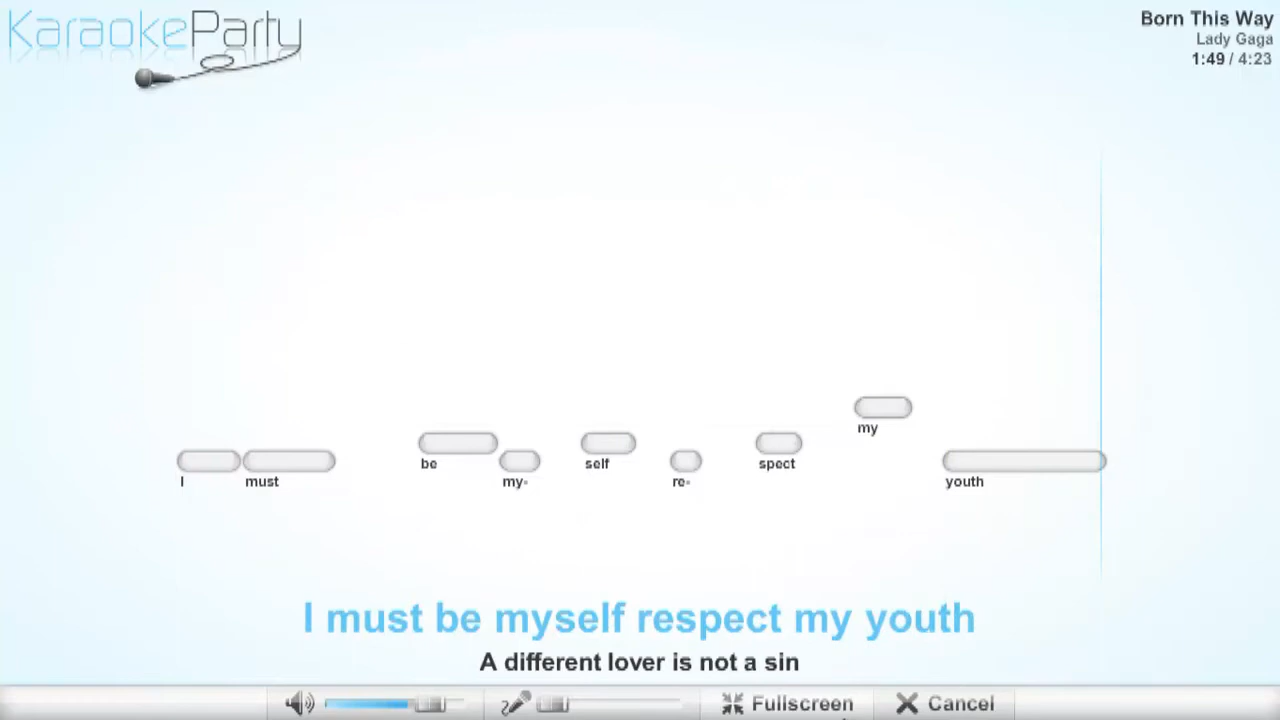 KaraokeParty
Born This Way
Lady Gaga
1:49 / 4:23
my
be self spect
I must my- re- youth
I must be myself respect my youth
A different lover is not a sin
Fullscreen Cancel